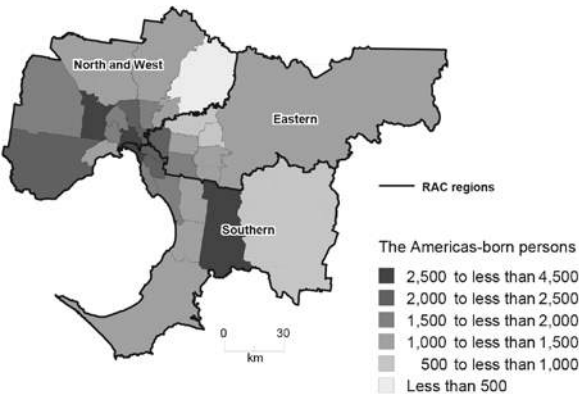 North and West
Eastern
RAC regions
Southern
The Americas-born persons
2,500 to less than 4,500
2,000 to less than 2,500
1,500 to less than 2,000
1,000 to less than 1,500
500 to less than 1,000
Less than 500
0 30
km